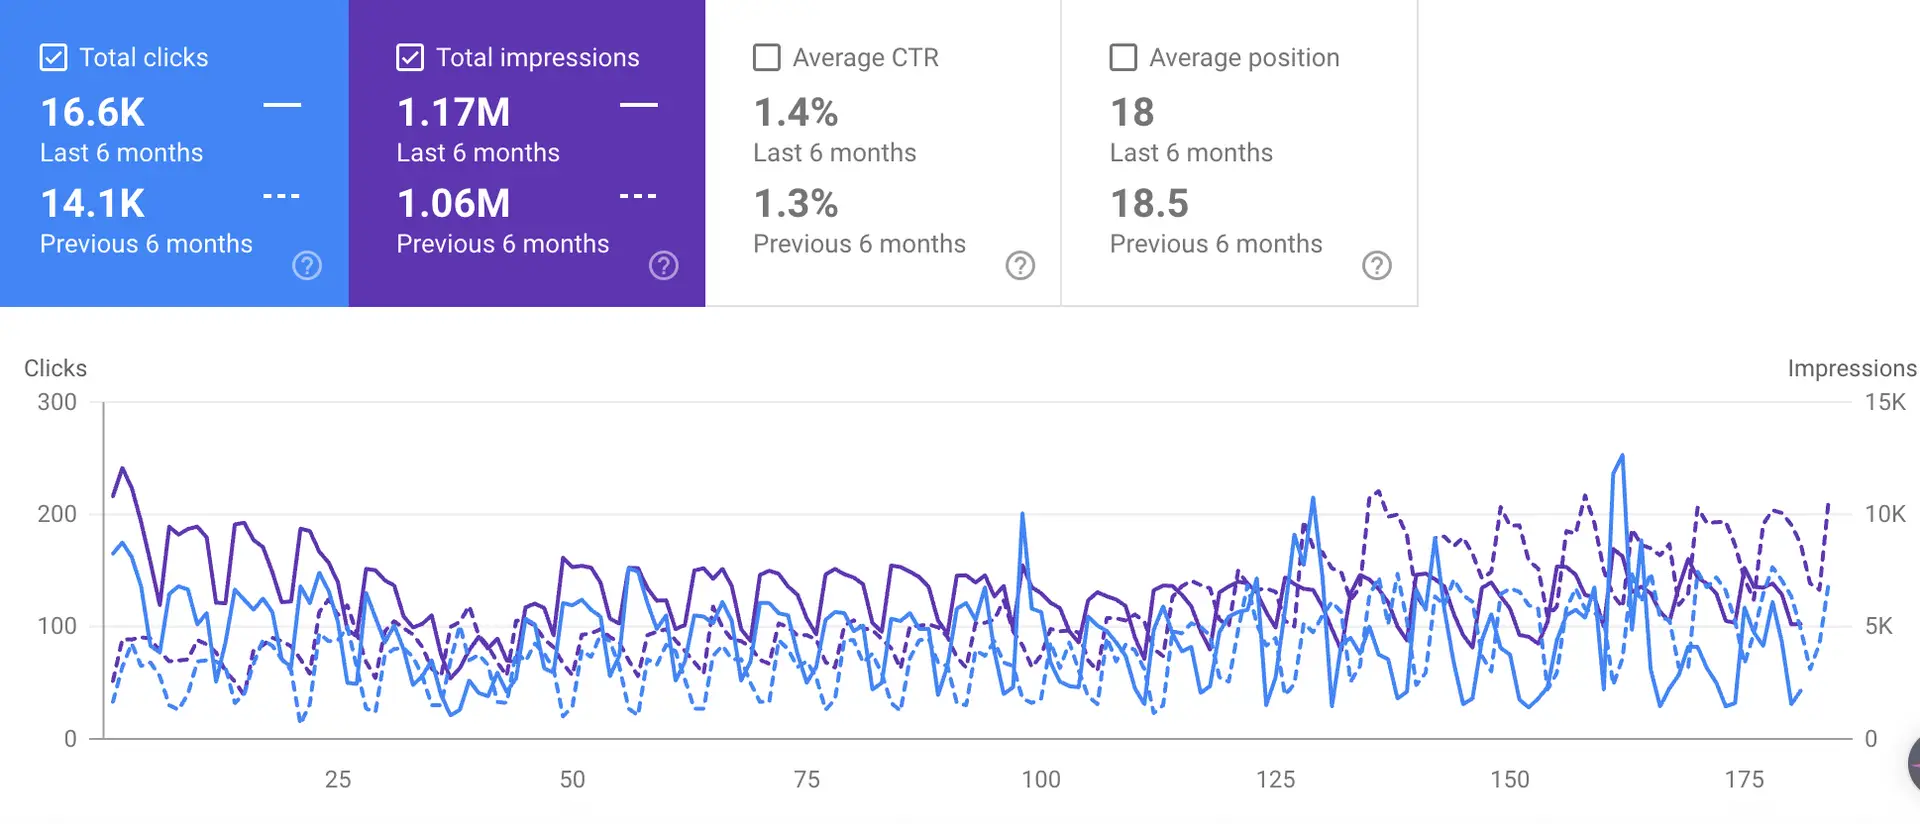 Total clicks
16.6K
Last 6 months
14.1K
Previous 6 months
Total impressions
1.17M
Last 6 months
1.06M
Previous 6 months
Average CTR
1.4%
Last 6 months
1.3%
Previous 6 months
Average position
18
Last 6 months
18.5
Previous 6 months
Clicks
Impressions
300
15K
200
10K
100
5K
0
0
25 50 75 100 125 150 175